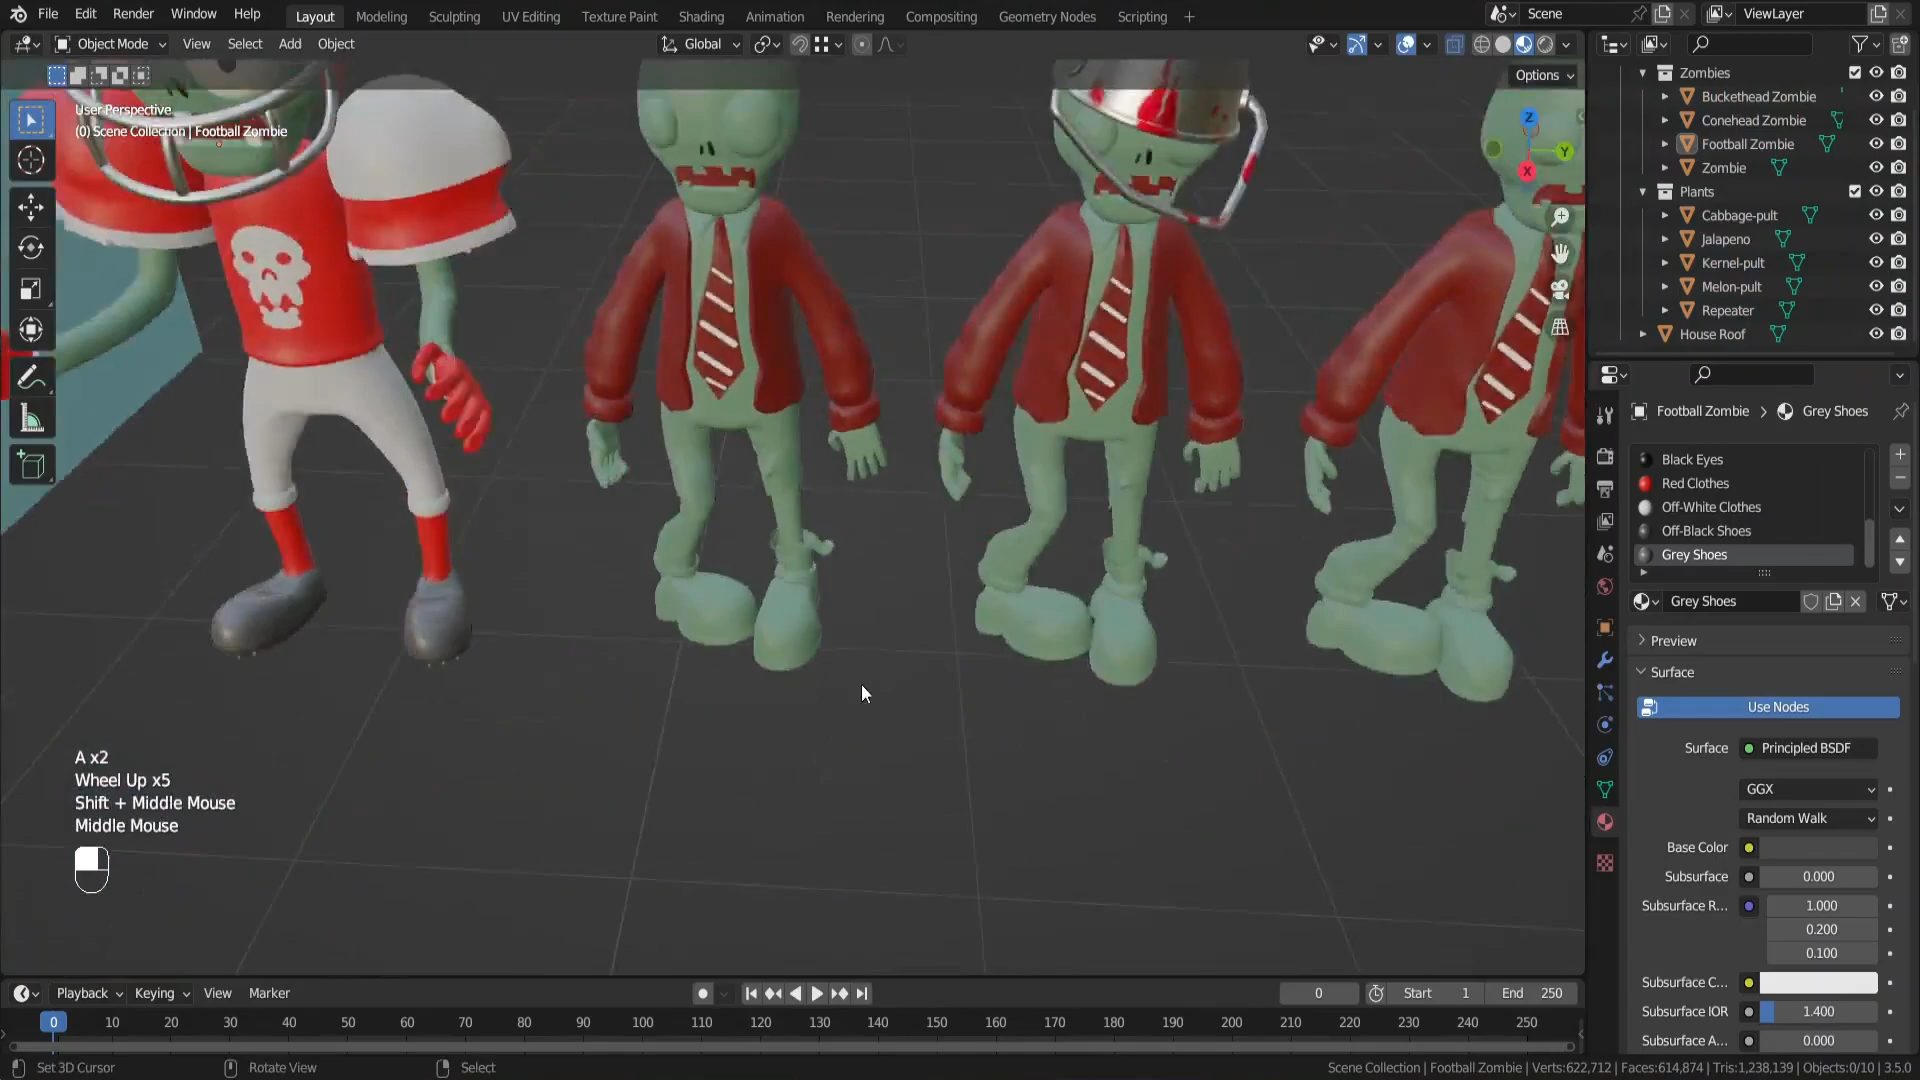 File Edit Render Window Help Layout Modeling Sculpting UV Editing Texture Paint Shading Animation Rendering Compositing Geometry Nodes Scripting + Scene ViewLayer
Object Mode View Select Add Object Global
Options
User Perspective
(0) Scene Collection | Football Zombie
Z
Y
X
Zombies
Buckethead Zombie
Conehead Zombie
Football Zombie
Zombie
Plants
Cabbage-pult
Jalapeno
Kernel-pult
Melon-pult
Repeater
House Roof
Football Zombie > Grey Shoes
Black Eyes
Red Clothes
Off-White Clothes
Off-Black Shoes
Grey Shoes
Grey Shoes
Preview
Surface
Use Nodes
Surface Principled BSDF
GGX
Random Walk
Base Color
Subsurface 0.000
Subsurface R... 1.000
0.200
0.100
Subsurface C...
Subsurface IOR 1.400
Subsurface A... 0.000
A x2
Wheel Up x5
Shift + Middle Mouse
Middle Mouse
Playback Keying View Marker 0 Start 1 End 250
0 10 20 30 40 50 60 70 80 90 100 110 120 130 140 150 160 170 180 190 200 210 220 230 240 250
Set 3D Cursor Rotate View Select Scene Collection | Football Zombie | Verts:622,712 | Faces:614,874 | Tris:1,238,139 | Objects:0/10 | 3.5.0